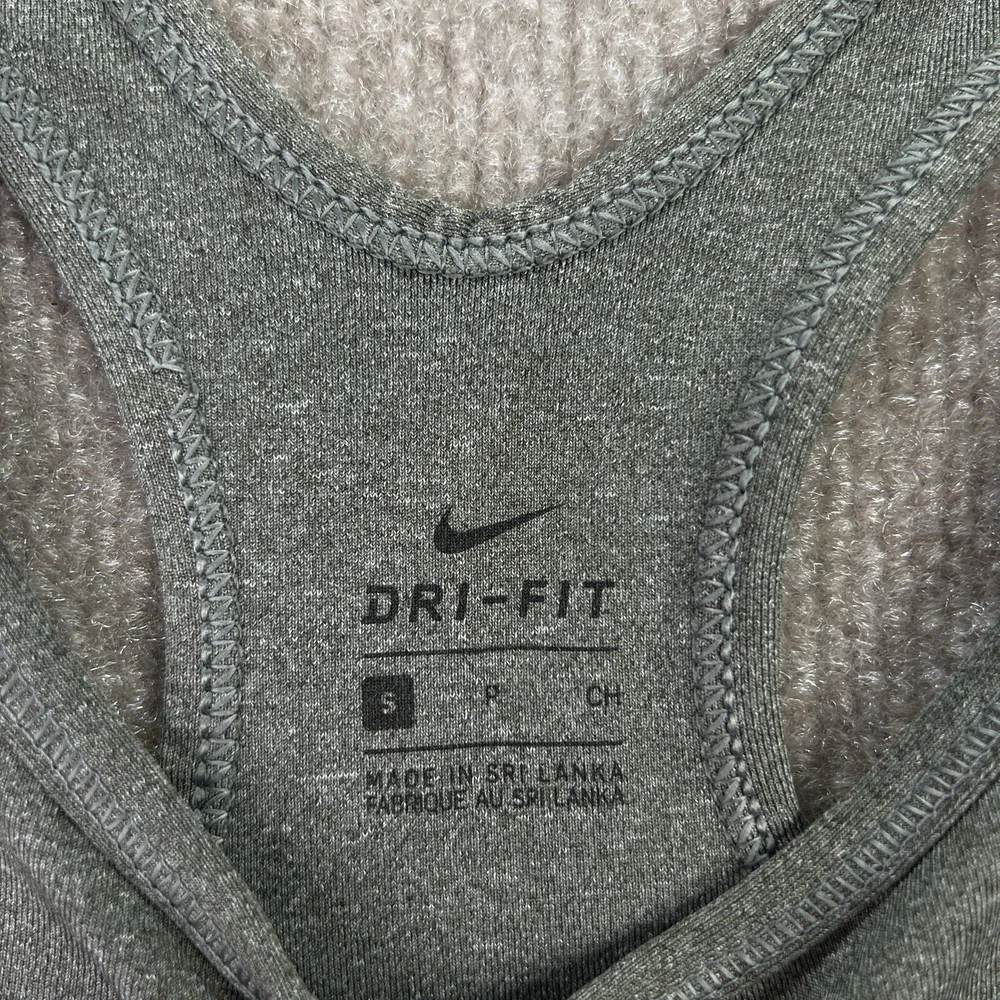 DRI-FIT
S P CH
MADE IN SRI LANKA
FABRIQUE AU SRI LANKA